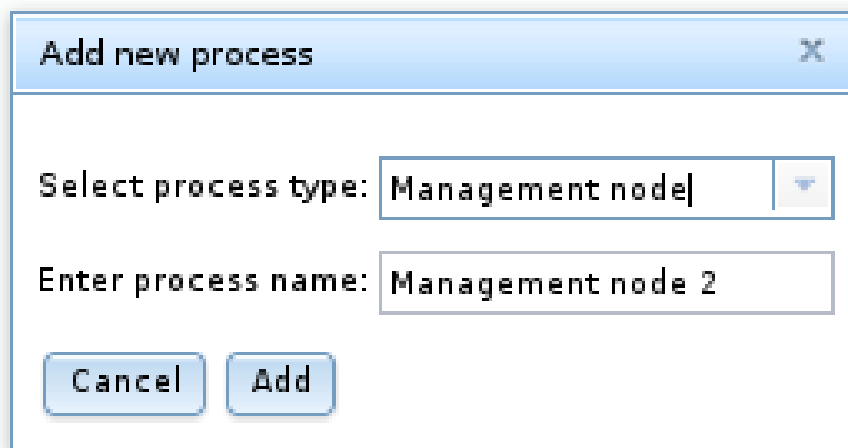 Add new process
Select process type: Management node
Enter process name: Management node 2
Cancel Add